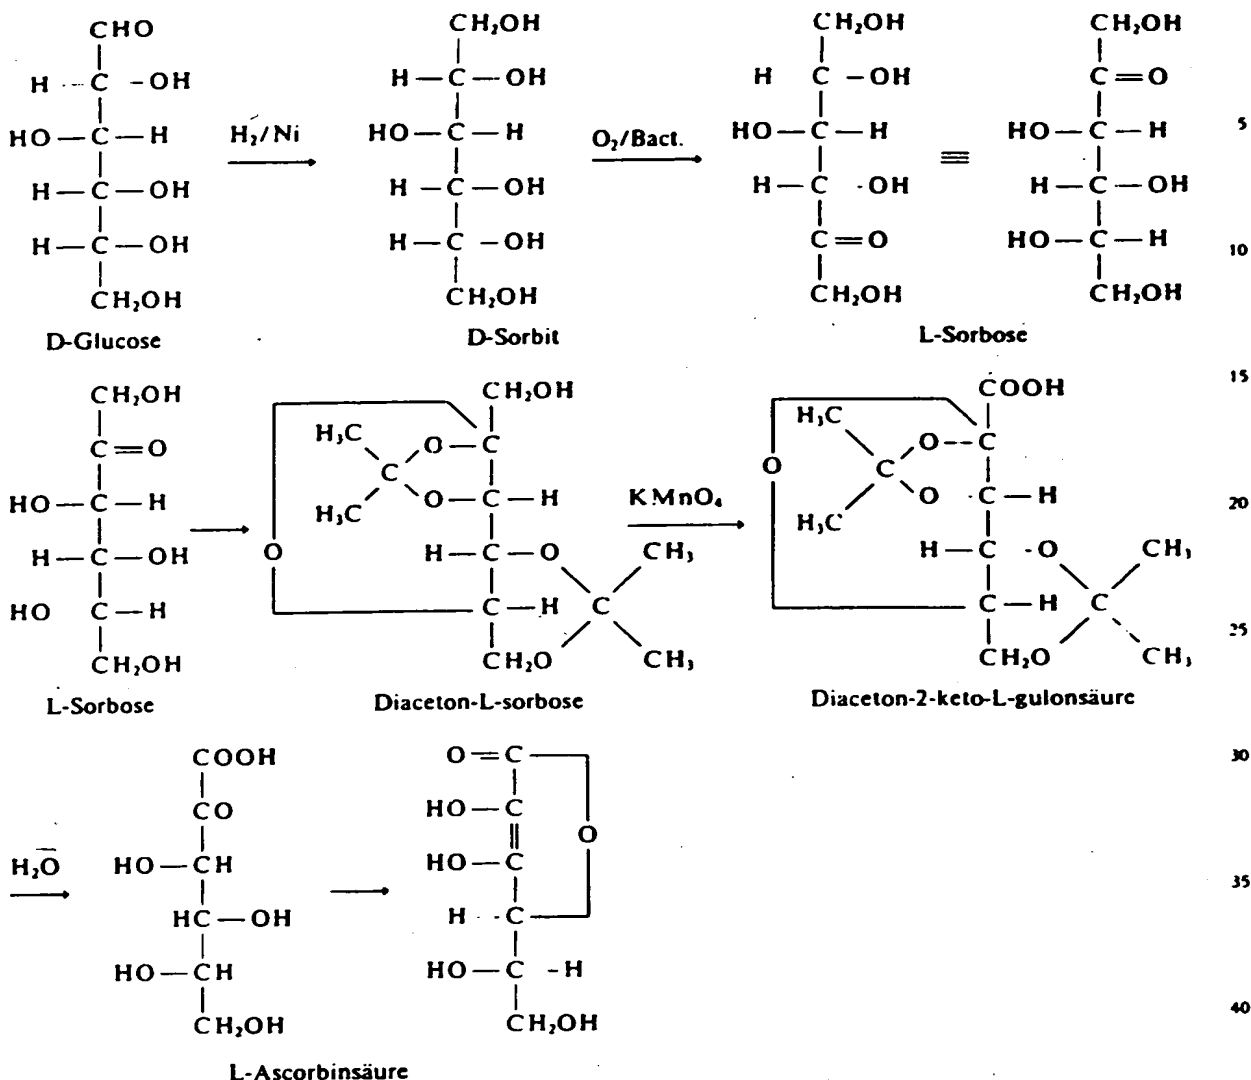 CHO CH₂OH CH₂OH CH₂OH
H C -OH H—C—OH H C —OH C=O
HO—C—H H₂/Ni HO—C—H O₂/Bact. HO—C—H ≡ HO—C—H 5
H—C—OH H—C—OH H—C -OH H—C—OH
H—C—OH H—C—OH C=O HO—C—H 10
CH₂OH CH₂OH CH₂OH CH₂OH
D-Glucose D-Sorbit L-Sorbose
15
CH₂OH CH₂OH COOH
H₃C H₃C
C=O O—C O O--C
C C
HO—C—H O—C—H KMnO₄ O C—H 20
H₃C H₃C
H—C—OH O H—C—O CH₃ H—C -O CH₃
HO C—H C—H C C—H C
25
CH₂OH CH₂O CH₃ CH₂O CH₃
L-Sorbose Diaceton-L-sorbose Diaceton-2-keto-L-gulonsäure
COOH O=C 30
CO HO—C
O
H₂O HO—CH HO—C 35
HC—OH H C
HO—CH HO—C -H
CH₂OH CH₂OH 40
L-Ascorbinsäure